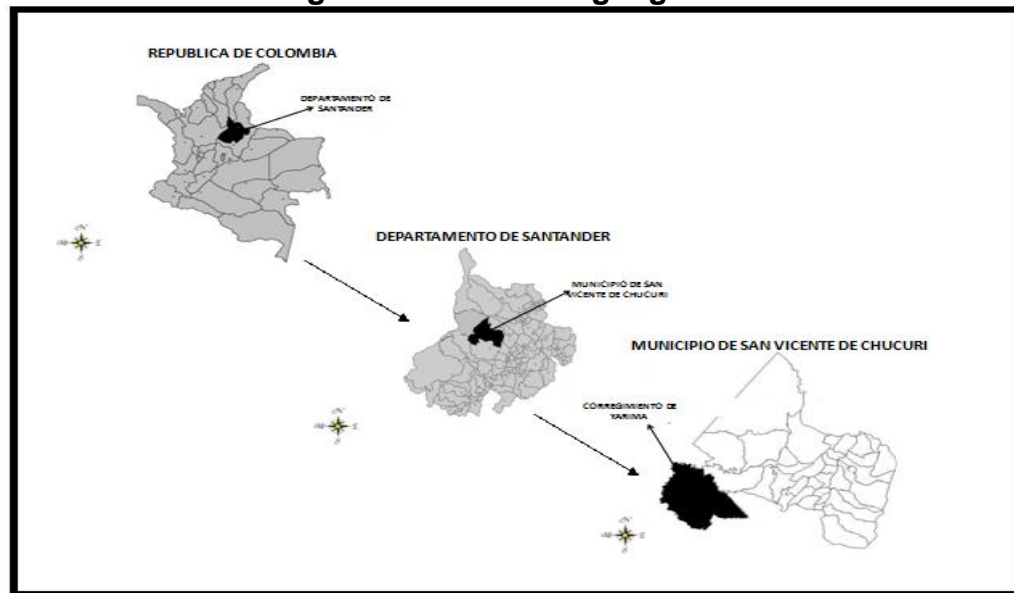 REPUBLICA DE COLOMBIA
DEPARTAMENTO DE
SANTANDER
DEPARTAMENTO DE SANTANDER
MUNICIPIO DE SAN
VICENTE DE CHUCURI
MUNICIPIO DE SAN VICENTE DE CHUCURI
CORREGIMIENTO DE
YARIMA